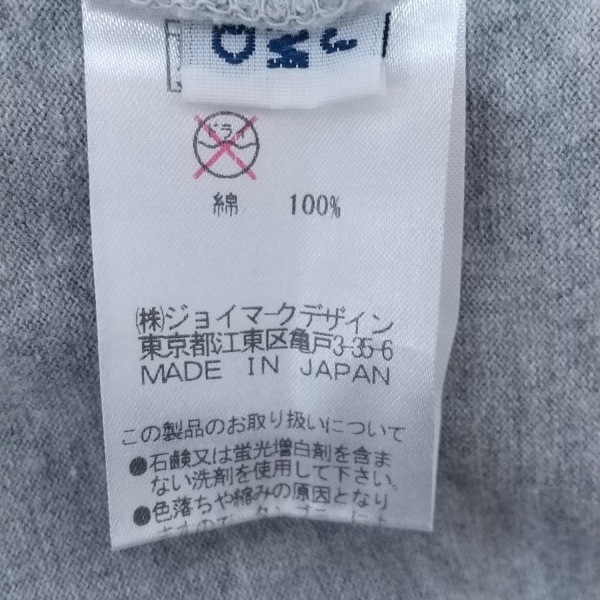 ドライ
綿 100%
(株)ジョイマークデザイン
東京都江東区亀戸3-35-6
MADE IN JAPAN
この製品のお取り扱いについて
●石鹸又は蛍光増白剤を含ま
ない洗剤を使用して下さい。
●色落ちや縮みの原因となり